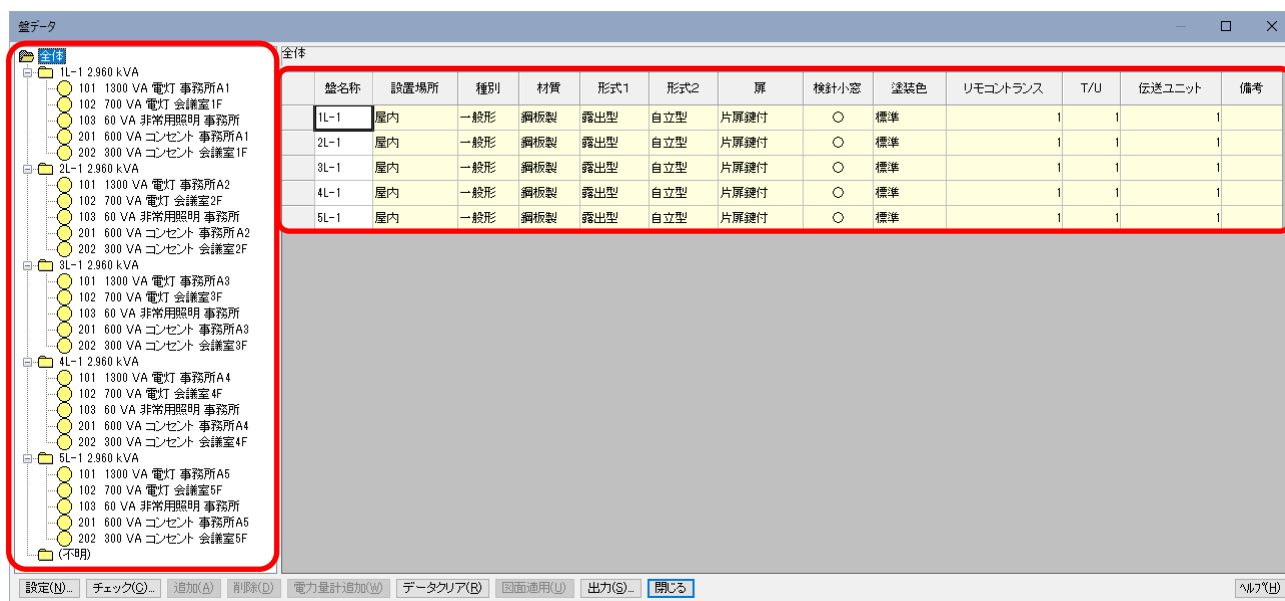 盤データ
全体
1L-1 2.960 kVA
101 1300 VA 電灯 事務所A1
102 700 VA 電灯 会議室1F
103 60 VA 非常用照明 事務所
201 600 VA コンセント 事務所A1
202 300 VA コンセント 会議室1F
2L-1 2.960 kVA
101 1300 VA 電灯 事務所A2
102 700 VA 電灯 会議室2F
103 60 VA 非常用照明 事務所
201 600 VA コンセント 事務所A2
202 300 VA コンセント 会議室2F
3L-1 2.960 kVA
101 1300 VA 電灯 事務所A3
102 700 VA 電灯 会議室3F
103 60 VA 非常用照明 事務所
201 600 VA コンセント 事務所A3
202 300 VA コンセント 会議室3F
4L-1 2.960 kVA
101 1300 VA 電灯 事務所A4
102 700 VA 電灯 会議室4F
103 60 VA 非常用照明 事務所
201 600 VA コンセント 事務所A4
202 300 VA コンセント 会議室4F
5L-1 2.960 kVA
101 1300 VA 電灯 事務所A5
102 700 VA 電灯 会議室5F
103 60 VA 非常用照明 事務所
201 600 VA コンセント 事務所A5
202 300 VA コンセント 会議室5F
(不明)
全体
盤名称 設置場所 種別 材質 形式1 形式2 扉 検針小窓 塗装色 リモコントランス T/U 伝送ユニット 備考
1L-1 屋内 一般形 鋼板製 露出型 自立型 片扉鍵付 ○ 標準 1 1 1
2L-1 屋内 一般形 鋼板製 露出型 自立型 片扉鍵付 ○ 標準 1 1 1
3L-1 屋内 一般形 鋼板製 露出型 自立型 片扉鍵付 ○ 標準 1 1 1
4L-1 屋内 一般形 鋼板製 露出型 自立型 片扉鍵付 ○ 標準 1 1 1
5L-1 屋内 一般形 鋼板製 露出型 自立型 片扉鍵付 ○ 標準 1 1 1
設定(N)... チェック(C)... 追加(A) 削除(D) 電力量計追加(W) データクリア(R) 図面適用(U) 出力(S)... 閉じる ヘルプ(H)